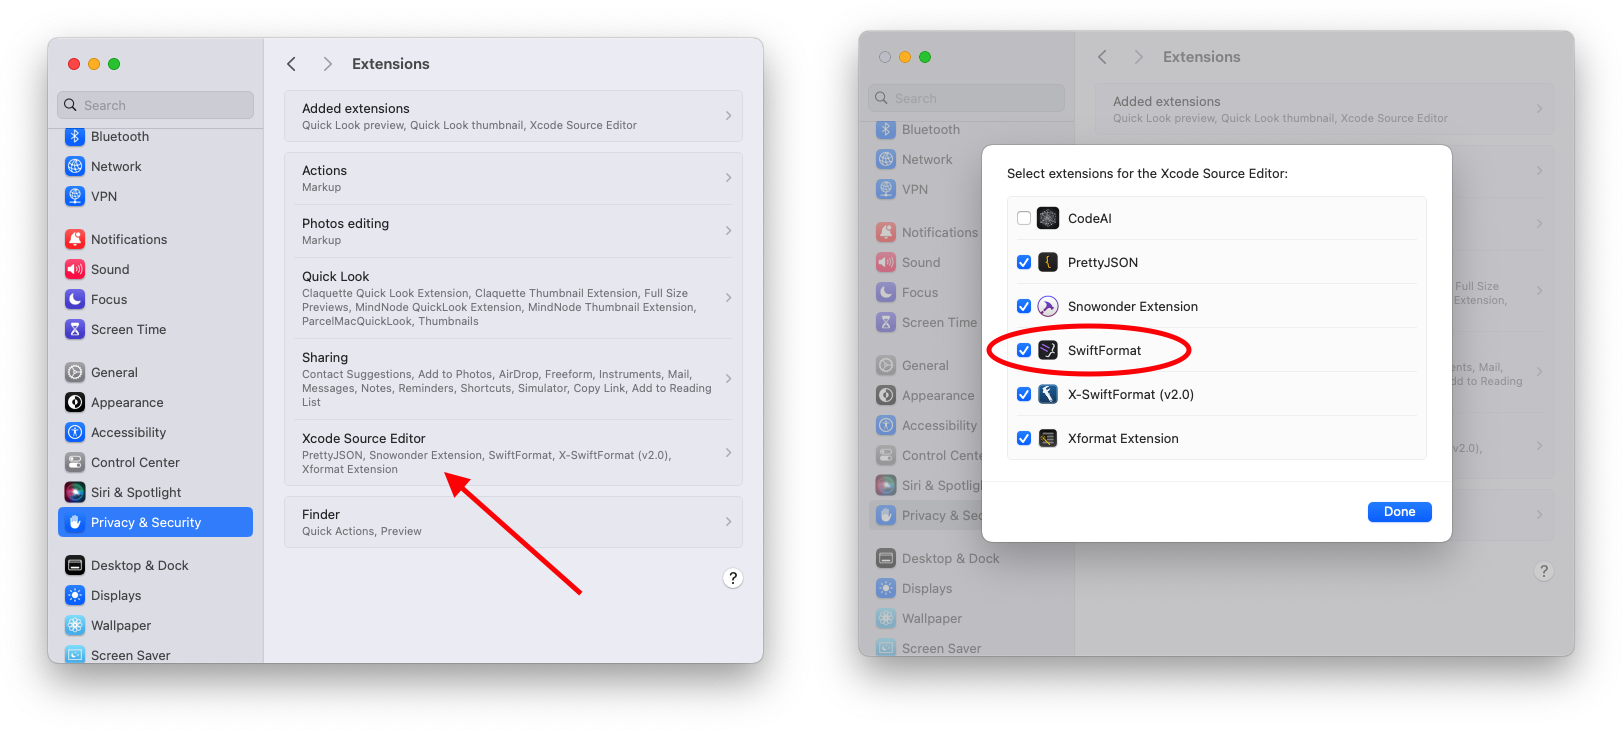 Extensions
Search
Bluetooth
Network
VPN
Notifications
Sound
Focus
Screen Time
General
Appearance
Accessibility
Control Center
Siri & Spotlight
Privacy & Security
Desktop & Dock
Displays
Wallpaper
Screen Saver
Added extensions
Quick Look preview, Quick Look thumbnail, Xcode Source Editor
Actions
Markup
Photos editing
Markup
Quick Look
Claquette Quick Look Extension, Claquette Thumbnail Extension, Full Size
Previews, MindNode QuickLook Extension, MindNode Thumbnail Extension,
ParcelMacQuickLook, Thumbnails
Sharing
Contact Suggestions, Add to Photos, AirDrop, Freeform, Instruments, Mail,
Messages, Notes, Reminders, Shortcuts, Simulator, Copy Link, Add to Reading
List
Xcode Source Editor
PrettyJSON, Snowonder Extension, SwiftFormat, X-SwiftFormat (v2.0),
Xformat Extension
Finder
Quick Actions, Preview
?
Extensions
Search
Bluetooth
Network
VPN
Notifications
Sound
Focus
Screen Time
General
Appearance
Accessibility
Control Cente
Siri & Spotlig
Privacy & Sec
Desktop & Dock
Displays
Wallpaper
Screen Saver
Added extensions
Quick Look preview, Quick Look thumbnail, Xcode Source Editor
Full Size
Extension,
ents, Mail,
dd to Reading
v2.0),
?
Select extensions for the Xcode Source Editor:
CodeAI
PrettyJSON
Snowonder Extension
SwiftFormat
X-SwiftFormat (v2.0)
Xformat Extension
Done